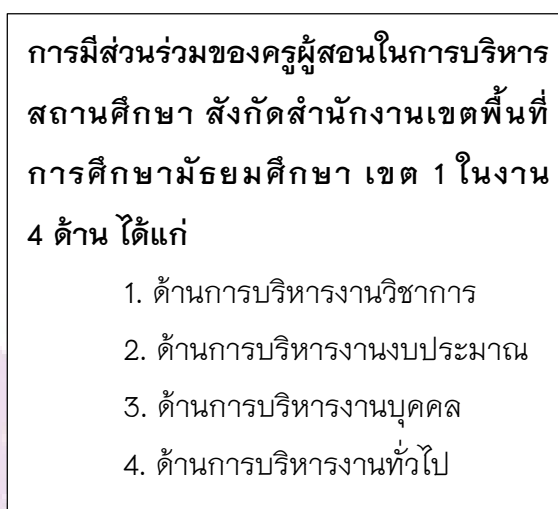 การมีส่วนร่วมของครูผู้สอนในการบริหาร
สถานศึกษา สังกัดสำนักงานเขตพื้นที่
การศึกษามัธยมศึกษา เขต 1 ในงาน
4 ด้าน ได้แก่
1. ด้านการบริหารงานวิชาการ
2. ด้านการบริหารงานงบประมาณ
3. ด้านการบริหารงานบุคคล
4. ด้านการบริหารงานทั่วไป